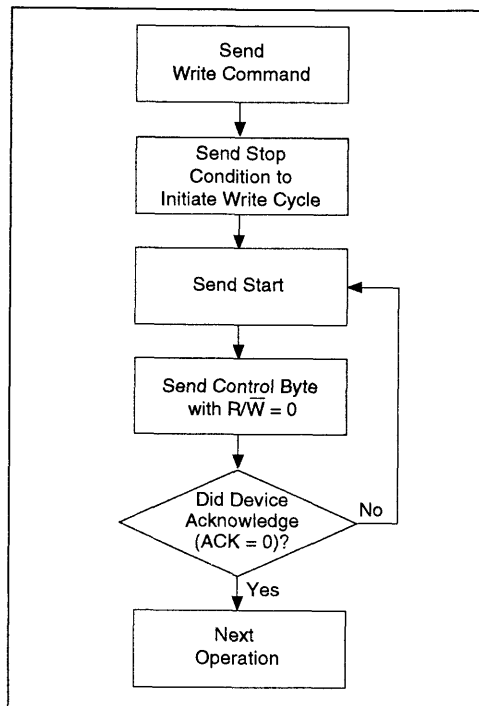 Send
Write Command
Send Stop
Condition to
Initiate Write Cycle
Send Start
Send Control Byte
with R/W̅ = 0
Did Device
Acknowledge
(ACK = 0)?
No
Yes
Next
Operation